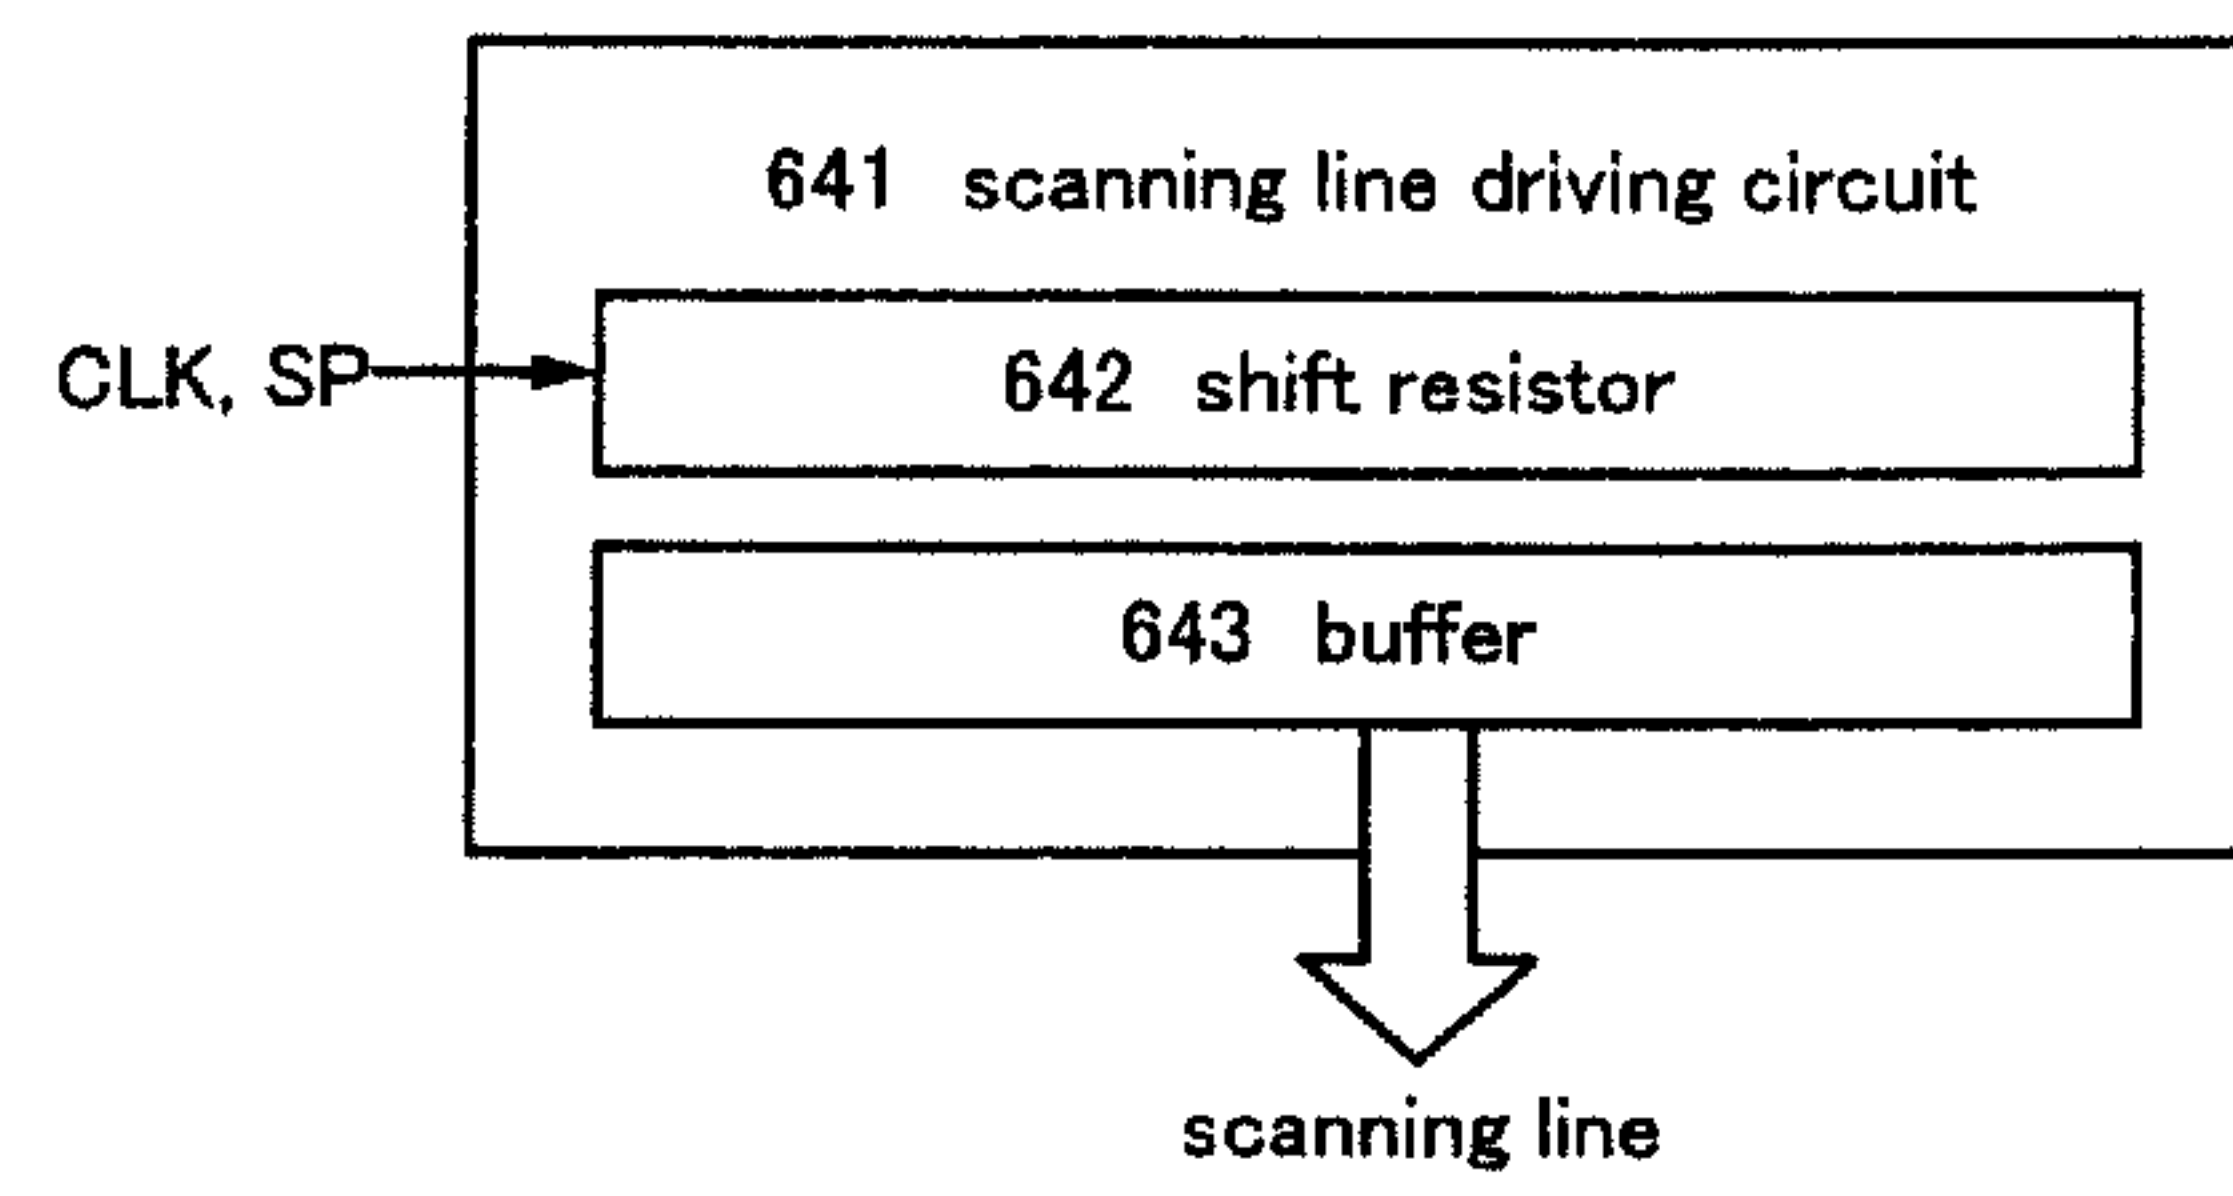 641 scanning line driving circuit
CLK, SP
642 shift resistor
643 buffer
scanning line